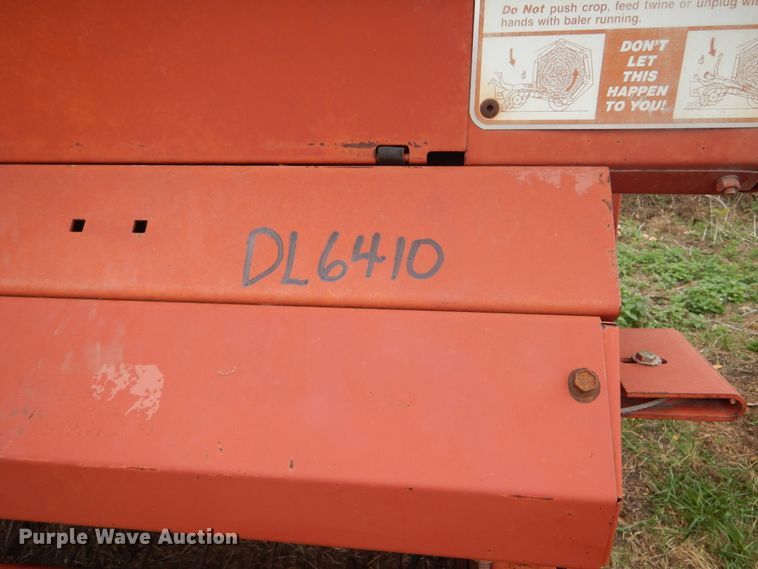 Do Not push crop, feed twine or unplug
hands with baler running.
DON'T
LET
THIS
HAPPEN
TO YOU!
DL6410
Purple Wave Auction